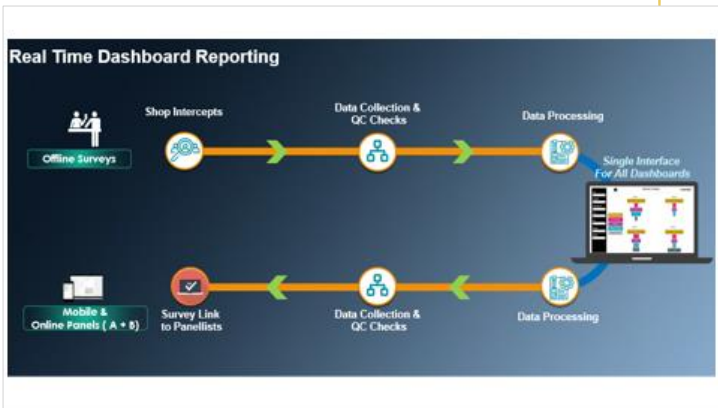 Real Time Dashboard Reporting
Shop Intercepts
Data Collection &
QC Checks
Data Processing
Offline Surveys
Single Interface
For All Dashboards
Mobile &
Online Panels ( A + B)
Survey Link
to Panellists
Data Collection &
QC Checks
Data Processing